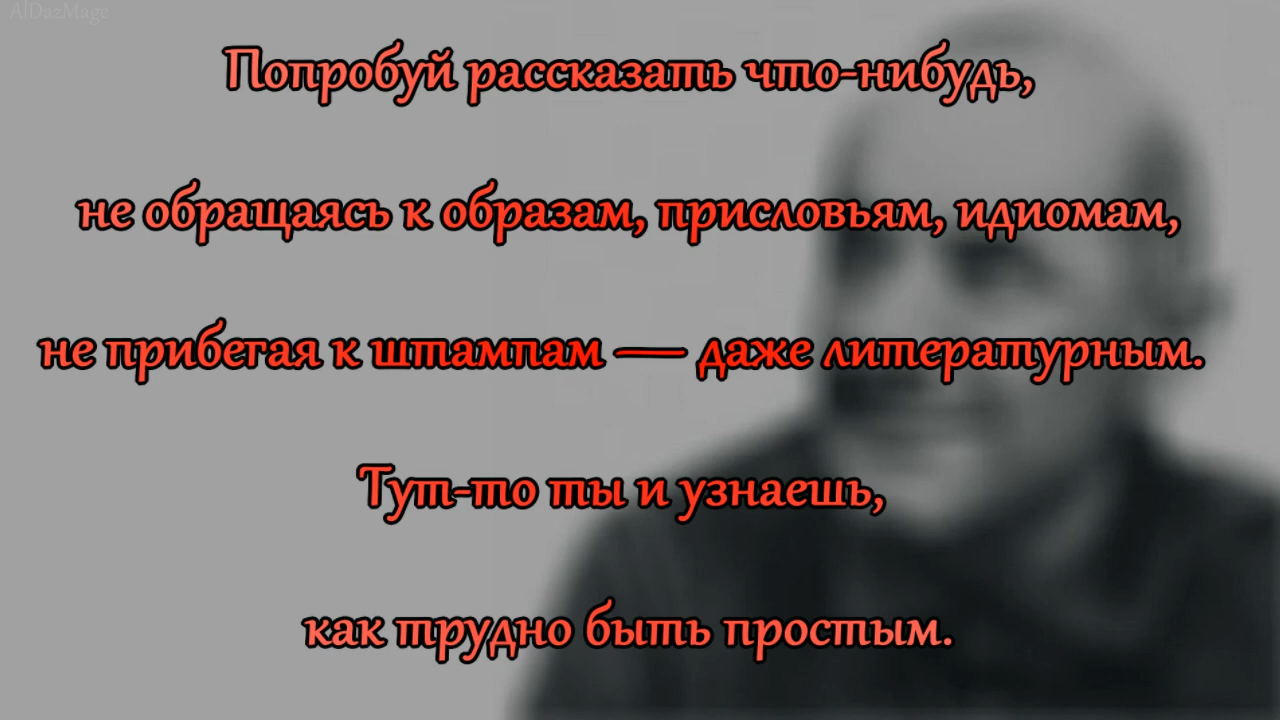 AlDazMage
Попробуй рассказать что-нибудь,
не обращаясь к образам, присловьям, идиомам,
не прибегая к штампам — даже литературным.
Тут-то ты и узнаешь,
как трудно быть простым.